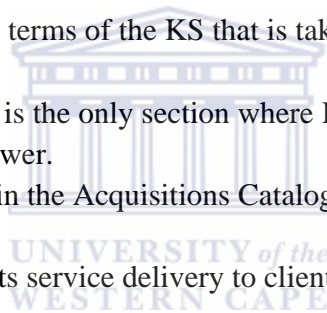 terms of the KS that is tak
is the only section where
wer.
in the Acquisitions Catalog
UNIVERSITY of the
ts service delivery to client
WESTERN CAPE